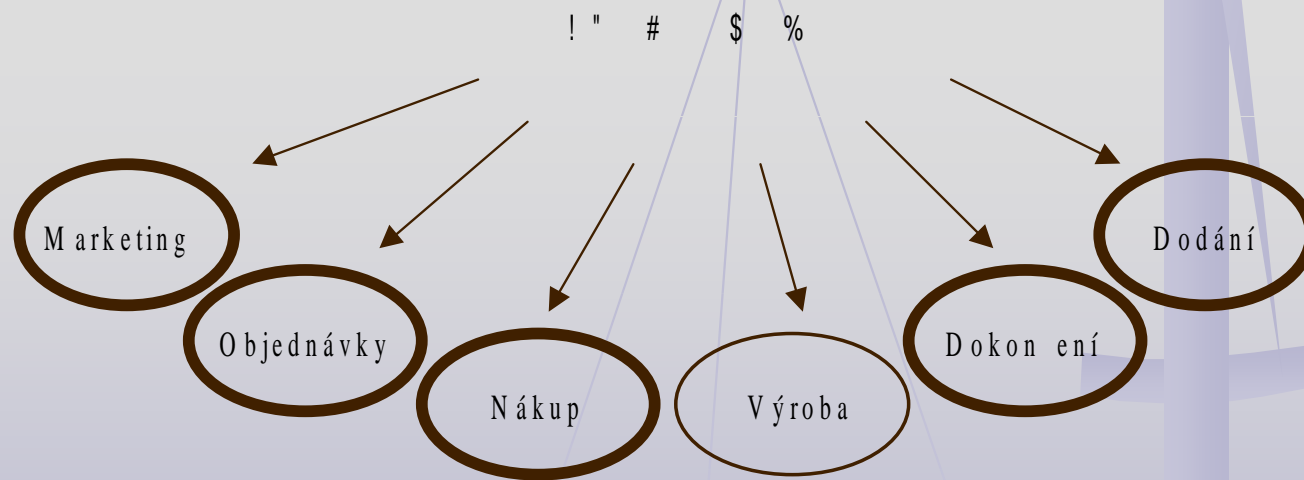 ! " # $ %
Marketing
Objednávky
Nákup
Výroba
Dokon ení
Dodání